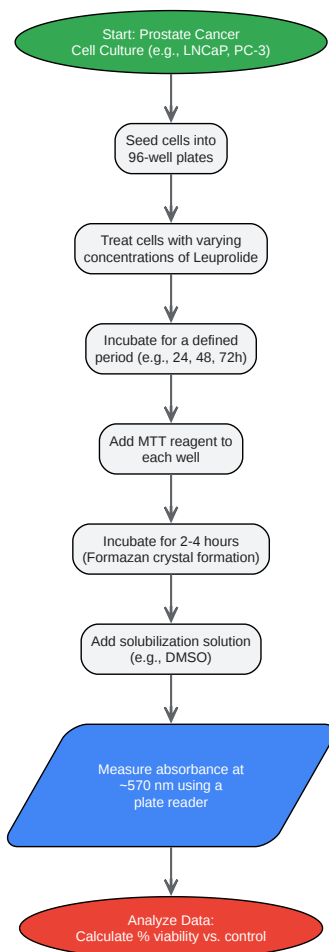 Start: Prostate Cancer
Cell Culture (e.g., LNCaP, PC-3)
Seed cells into
96-well plates
Treat cells with varying
concentrations of Leuprolide
Incubate for a defined
period (e.g., 24, 48, 72h)
Add MTT reagent to
each well
Incubate for 2-4 hours
(Formazan crystal formation)
Add solubilization solution
(e.g., DMSO)
Measure absorbance at
~570 nm using a
plate reader
Analyze Data:
Calculate % viability vs. control